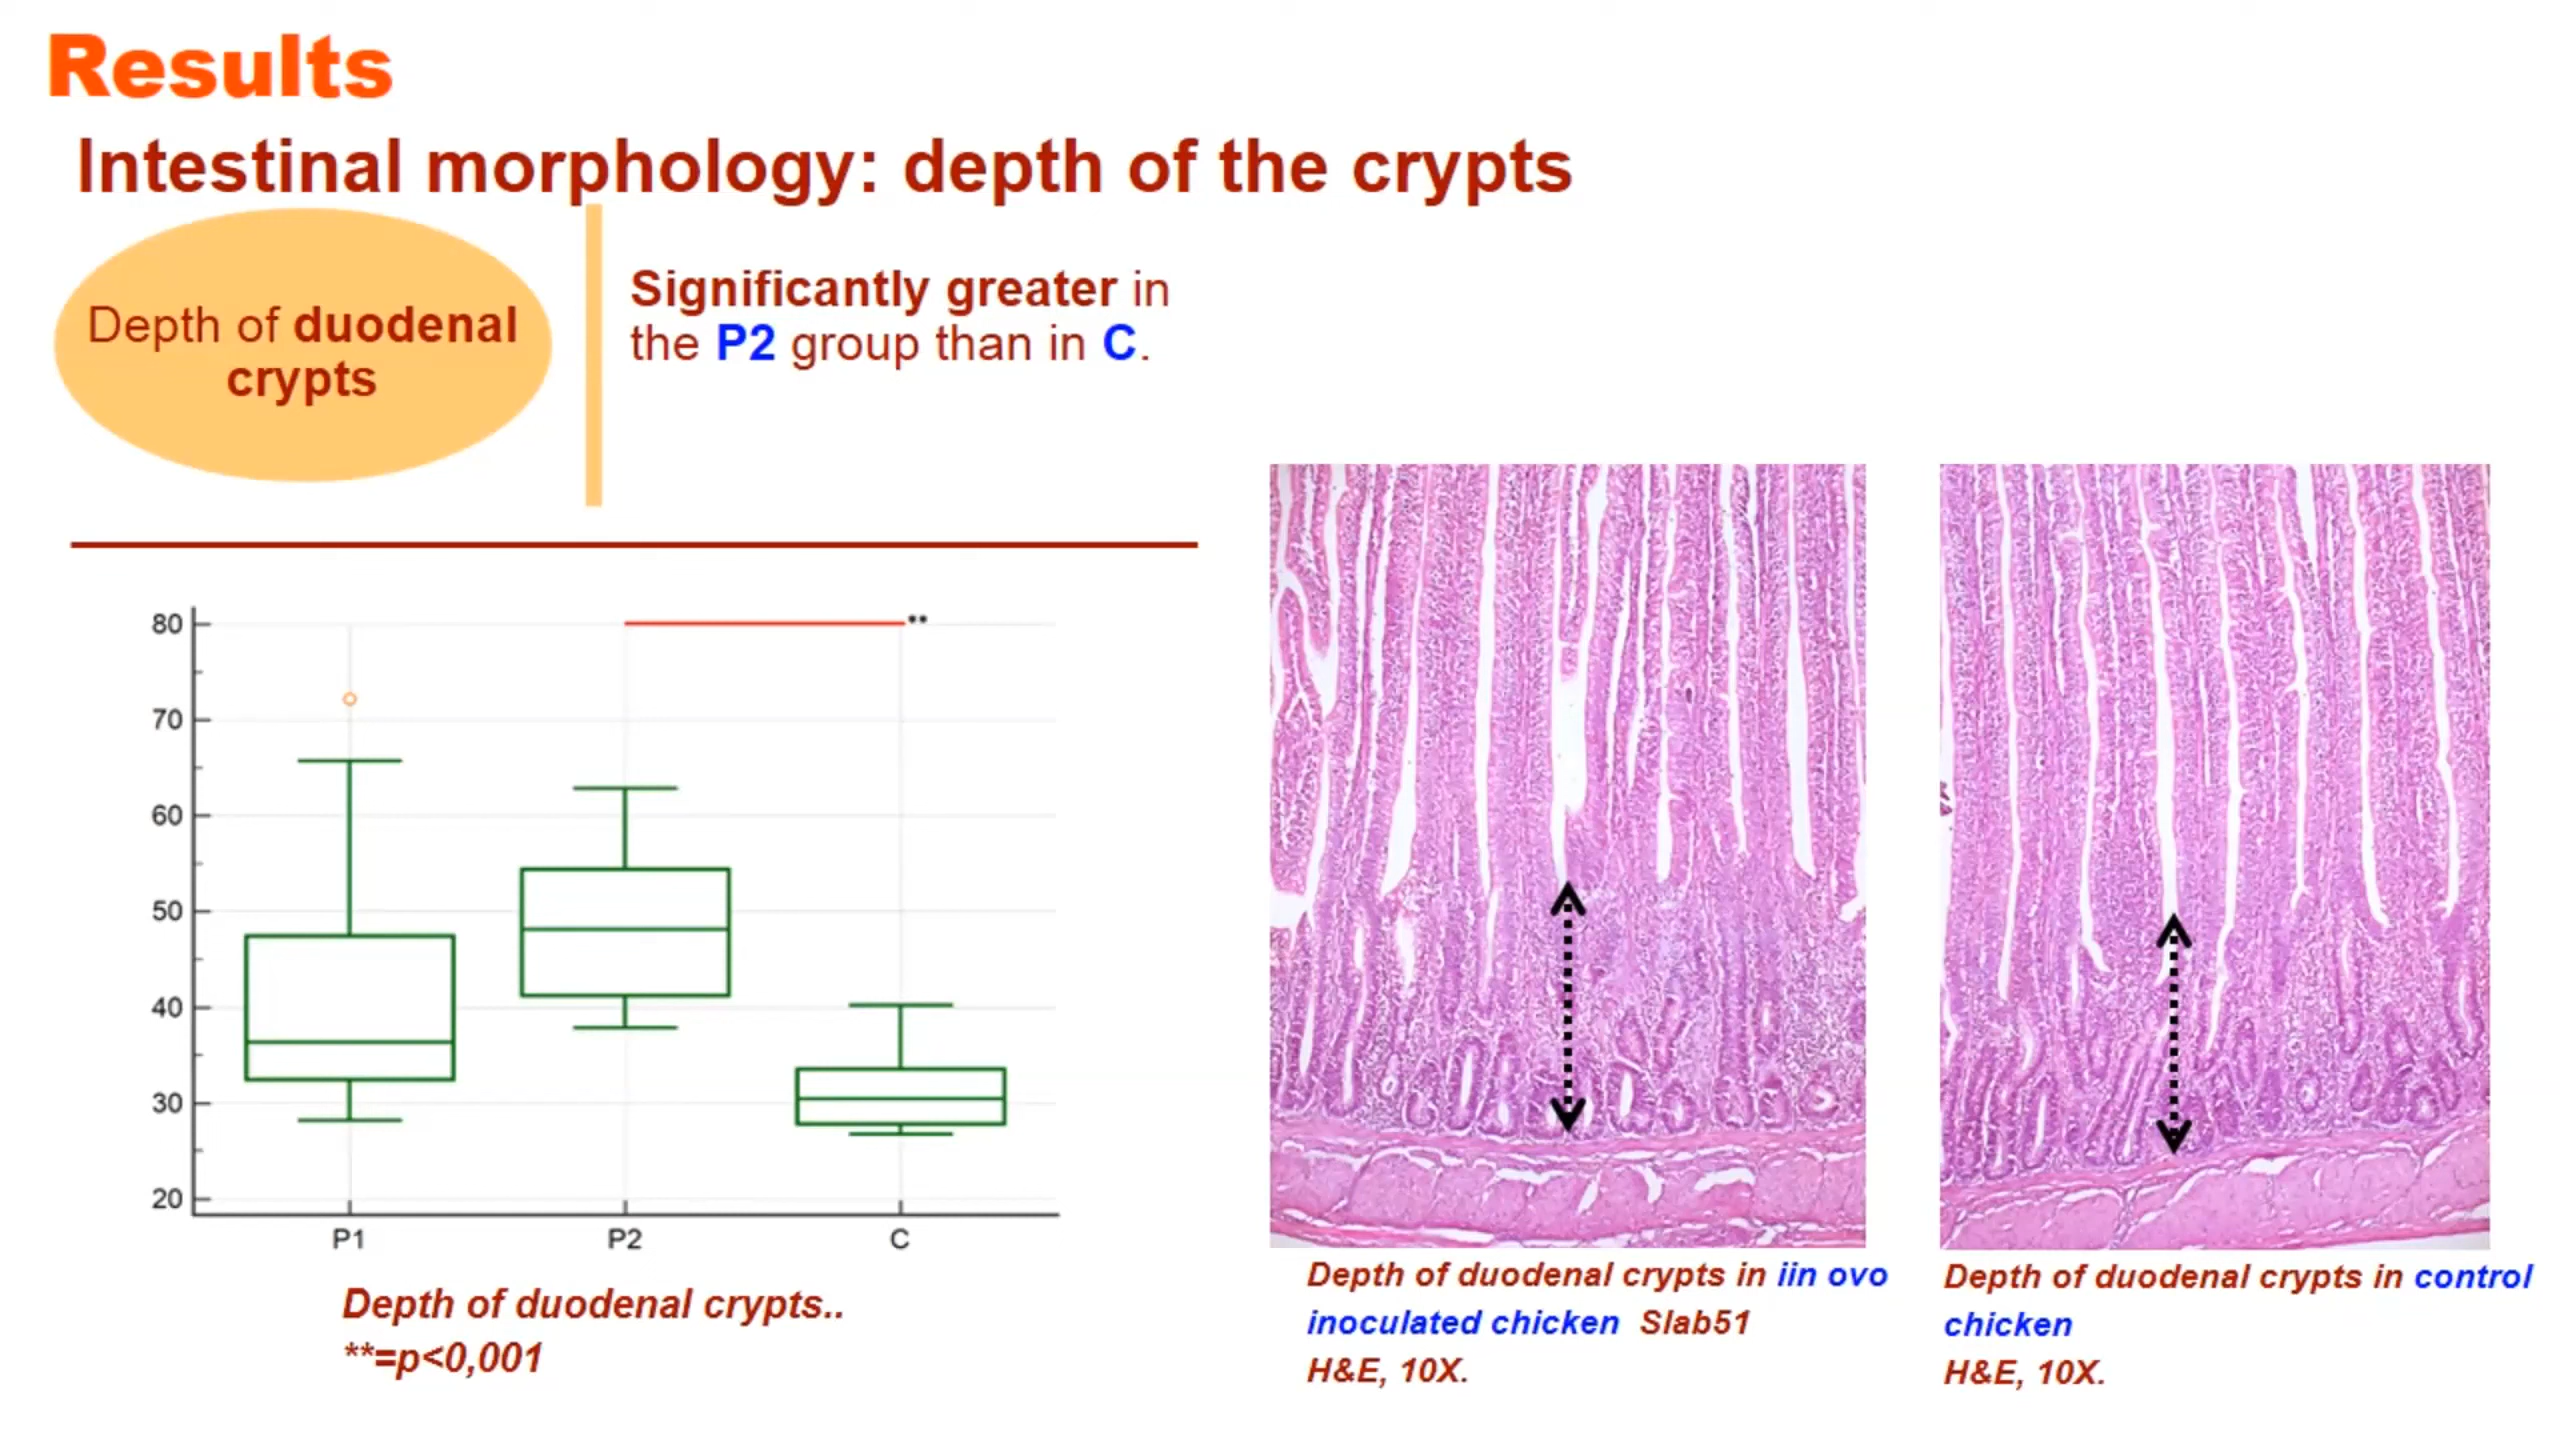 Results
Intestinal morphology: depth of the crypts
Depth of duodenal
crypts
Significantly greater in
the P2 group than in C.
**
80
70
60
50
40
30
20
P1 P2 C
Depth of duodenal crypts..
**=p<0,001
Depth of duodenal crypts in iin ovo
inoculated chicken Slab51
H&E, 10X.
Depth of duodenal crypts in control
chicken
H&E, 10X.